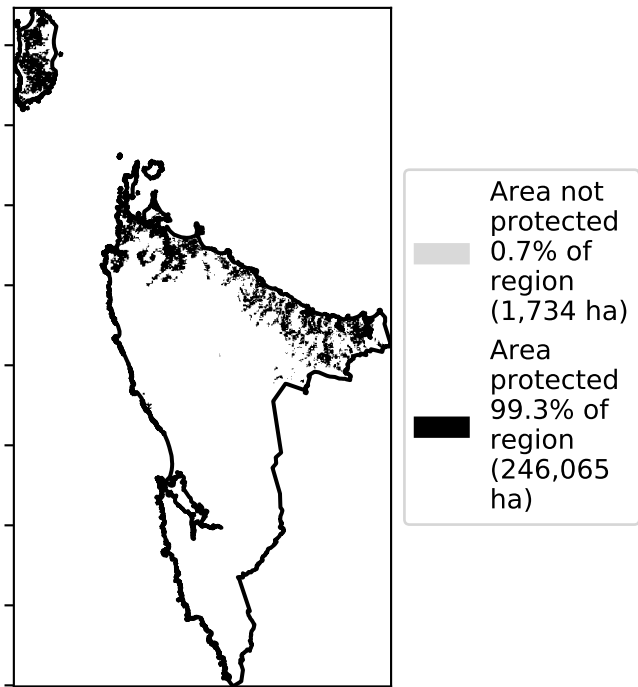 Area not
protected
0.7% of
region
(1,734 ha)
Area
protected
99.3% of
region
(246,065
ha)